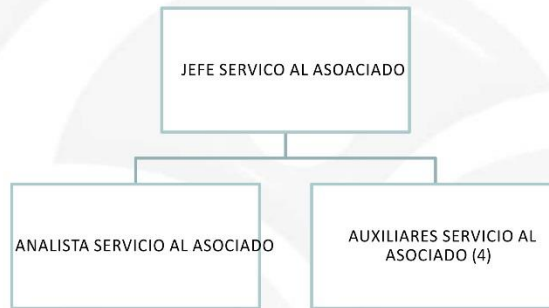 JEFE SERVICO AL ASOACIADO
ANALISTA SERVICIO AL ASOCIADO
AUXILIARES SERVICIO AL
ASOCIADO (4)